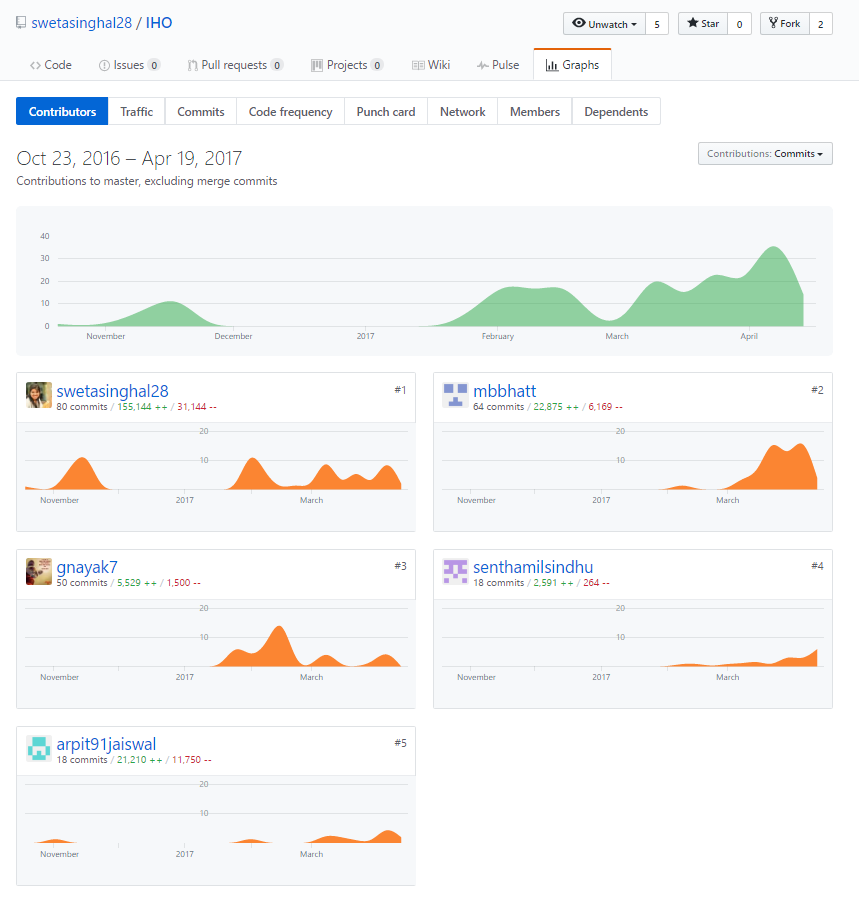 swetasinghal28 / IHO
Unwatch 5 Star 0 Fork 2
Code Issues 0 Pull requests 0 Projects 0 Wiki Pulse Graphs
Contributors Traffic Commits Code frequency Punch card Network Members Dependents
Oct 23, 2016 – Apr 19, 2017
Contributions: Commits
Contributions to master, excluding merge commits
40
30
20
10
0
November December 2017 February March April
swetasinghal28 #1
80 commits / 155,144 ++ / 31,144 --
20
10
November 2017 March
mbbhatt #2
64 commits / 22,875 ++ / 6,169 --
20
10
November 2017 March
gnayak7 #3
50 commits / 5,529 ++ / 1,500 --
20
10
November 2017 March
senthamilsindhu #4
18 commits / 2,591 ++ / 264 --
20
10
November 2017 March
arpit91jaiswal #5
18 commits / 21,210 ++ / 11,750 --
20
10
November 2017 March